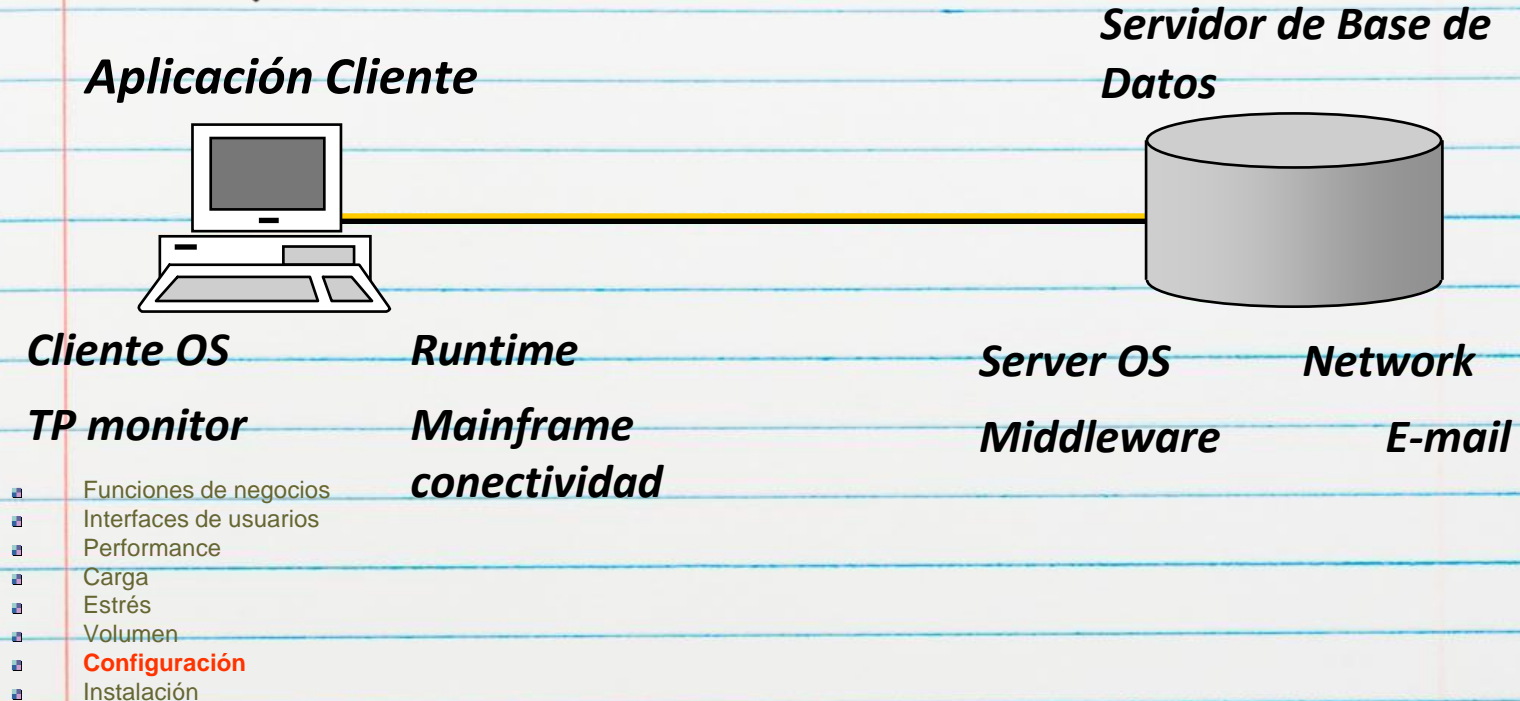 Aplicación Cliente
Servidor de Base de
Datos
Cliente OS
Runtime
Server OS
Network
TP monitor
Mainframe
conectividad
Middleware
E-mail
Funciones de negocios
Interfaces de usuarios
Performance
Carga
Estrés
Volumen
Configuración
Instalación